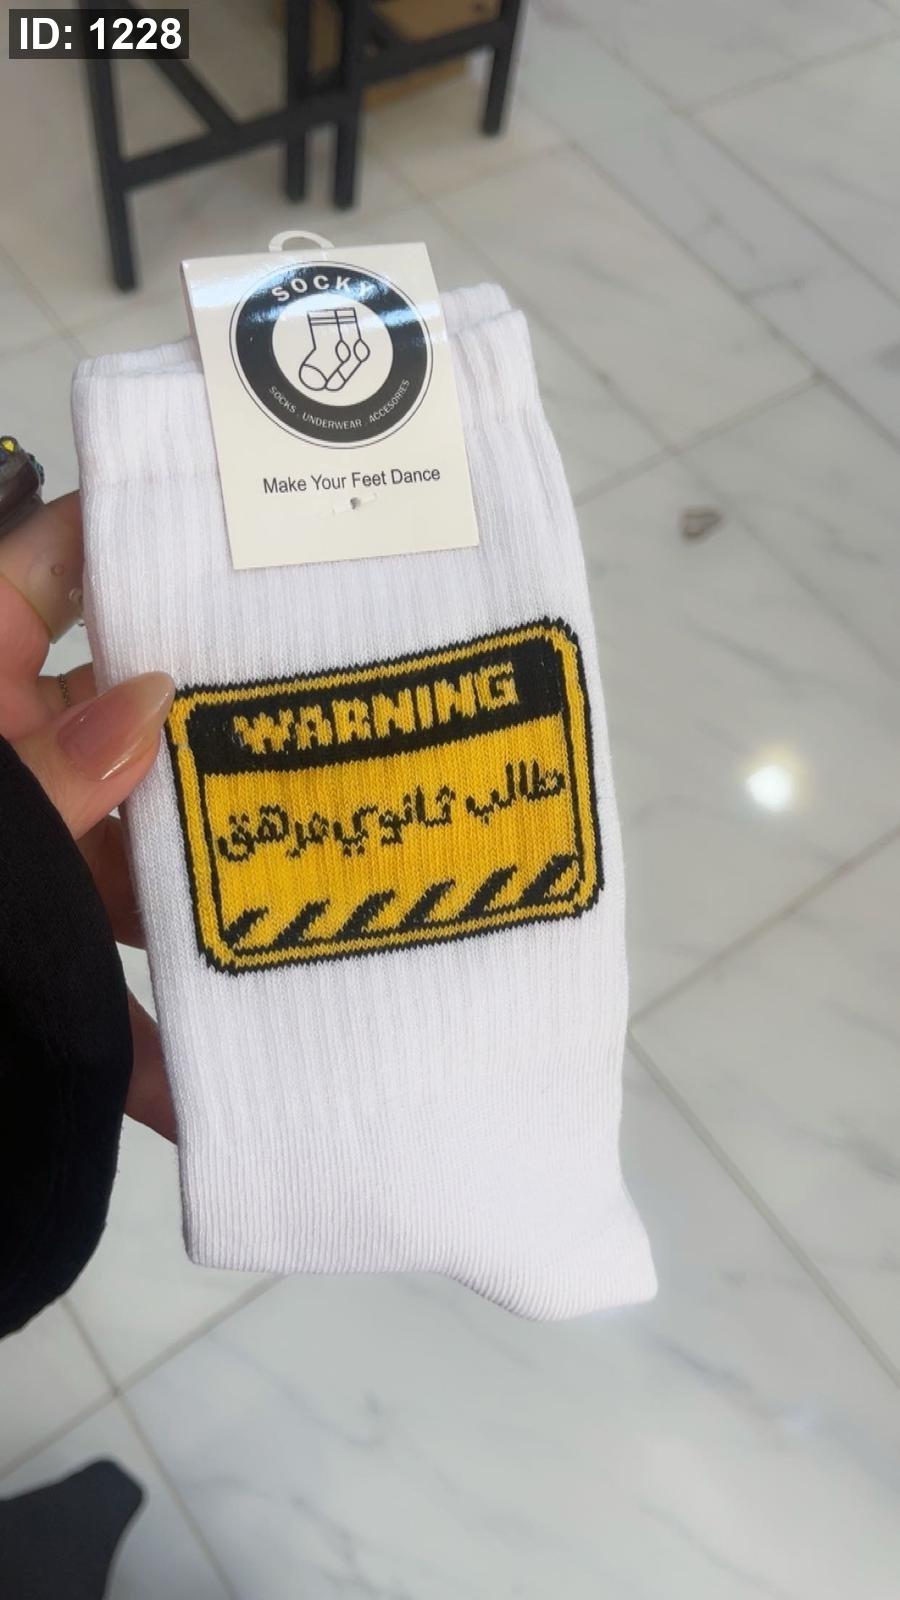 ID: 1228
SOCKY
SOCKS . UNDERWEAR . ACCESORIES
Make Your Feet Dance
WARNING
طالب ثانوي مرهق